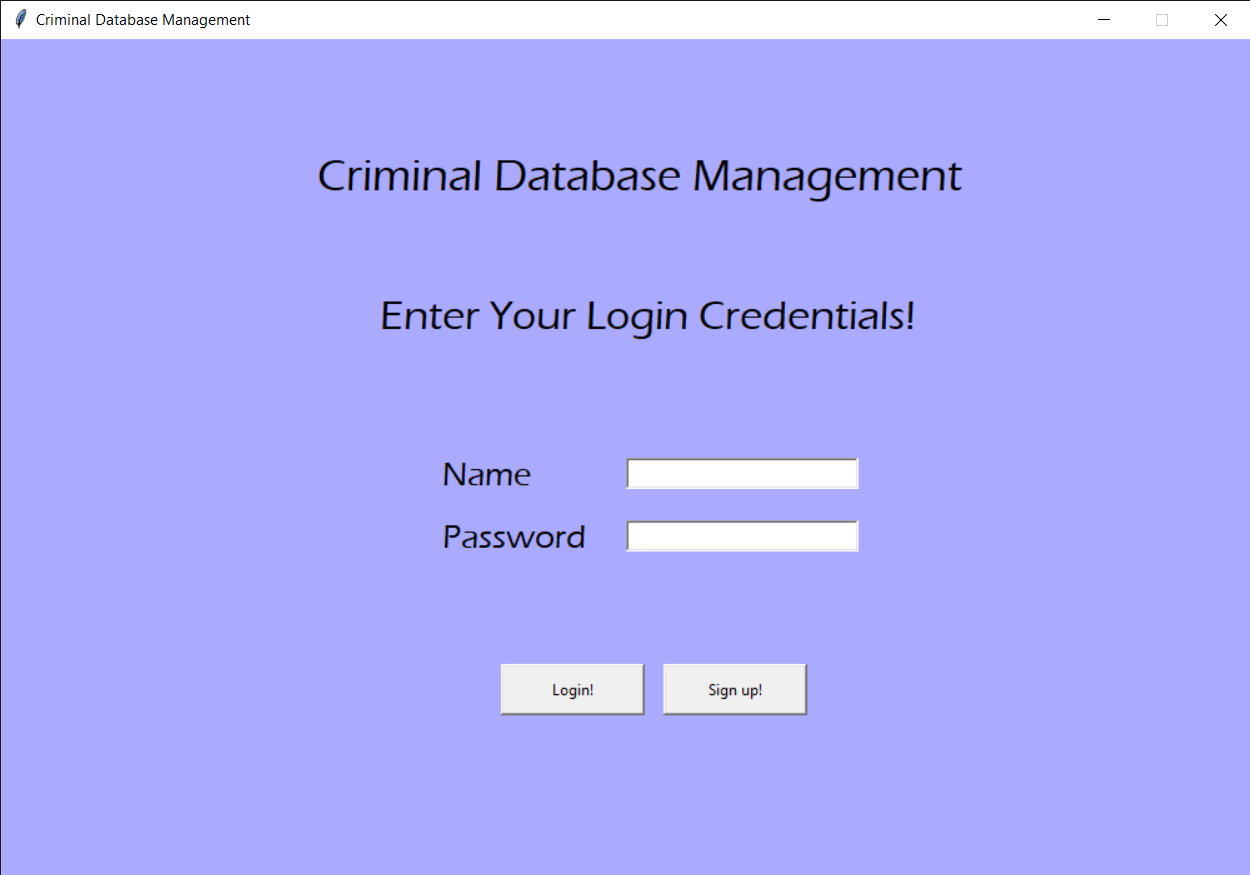 Criminal Database Management
Criminal Database Management
Enter Your Login Credentials!
Name
Password
Login! Sign up!